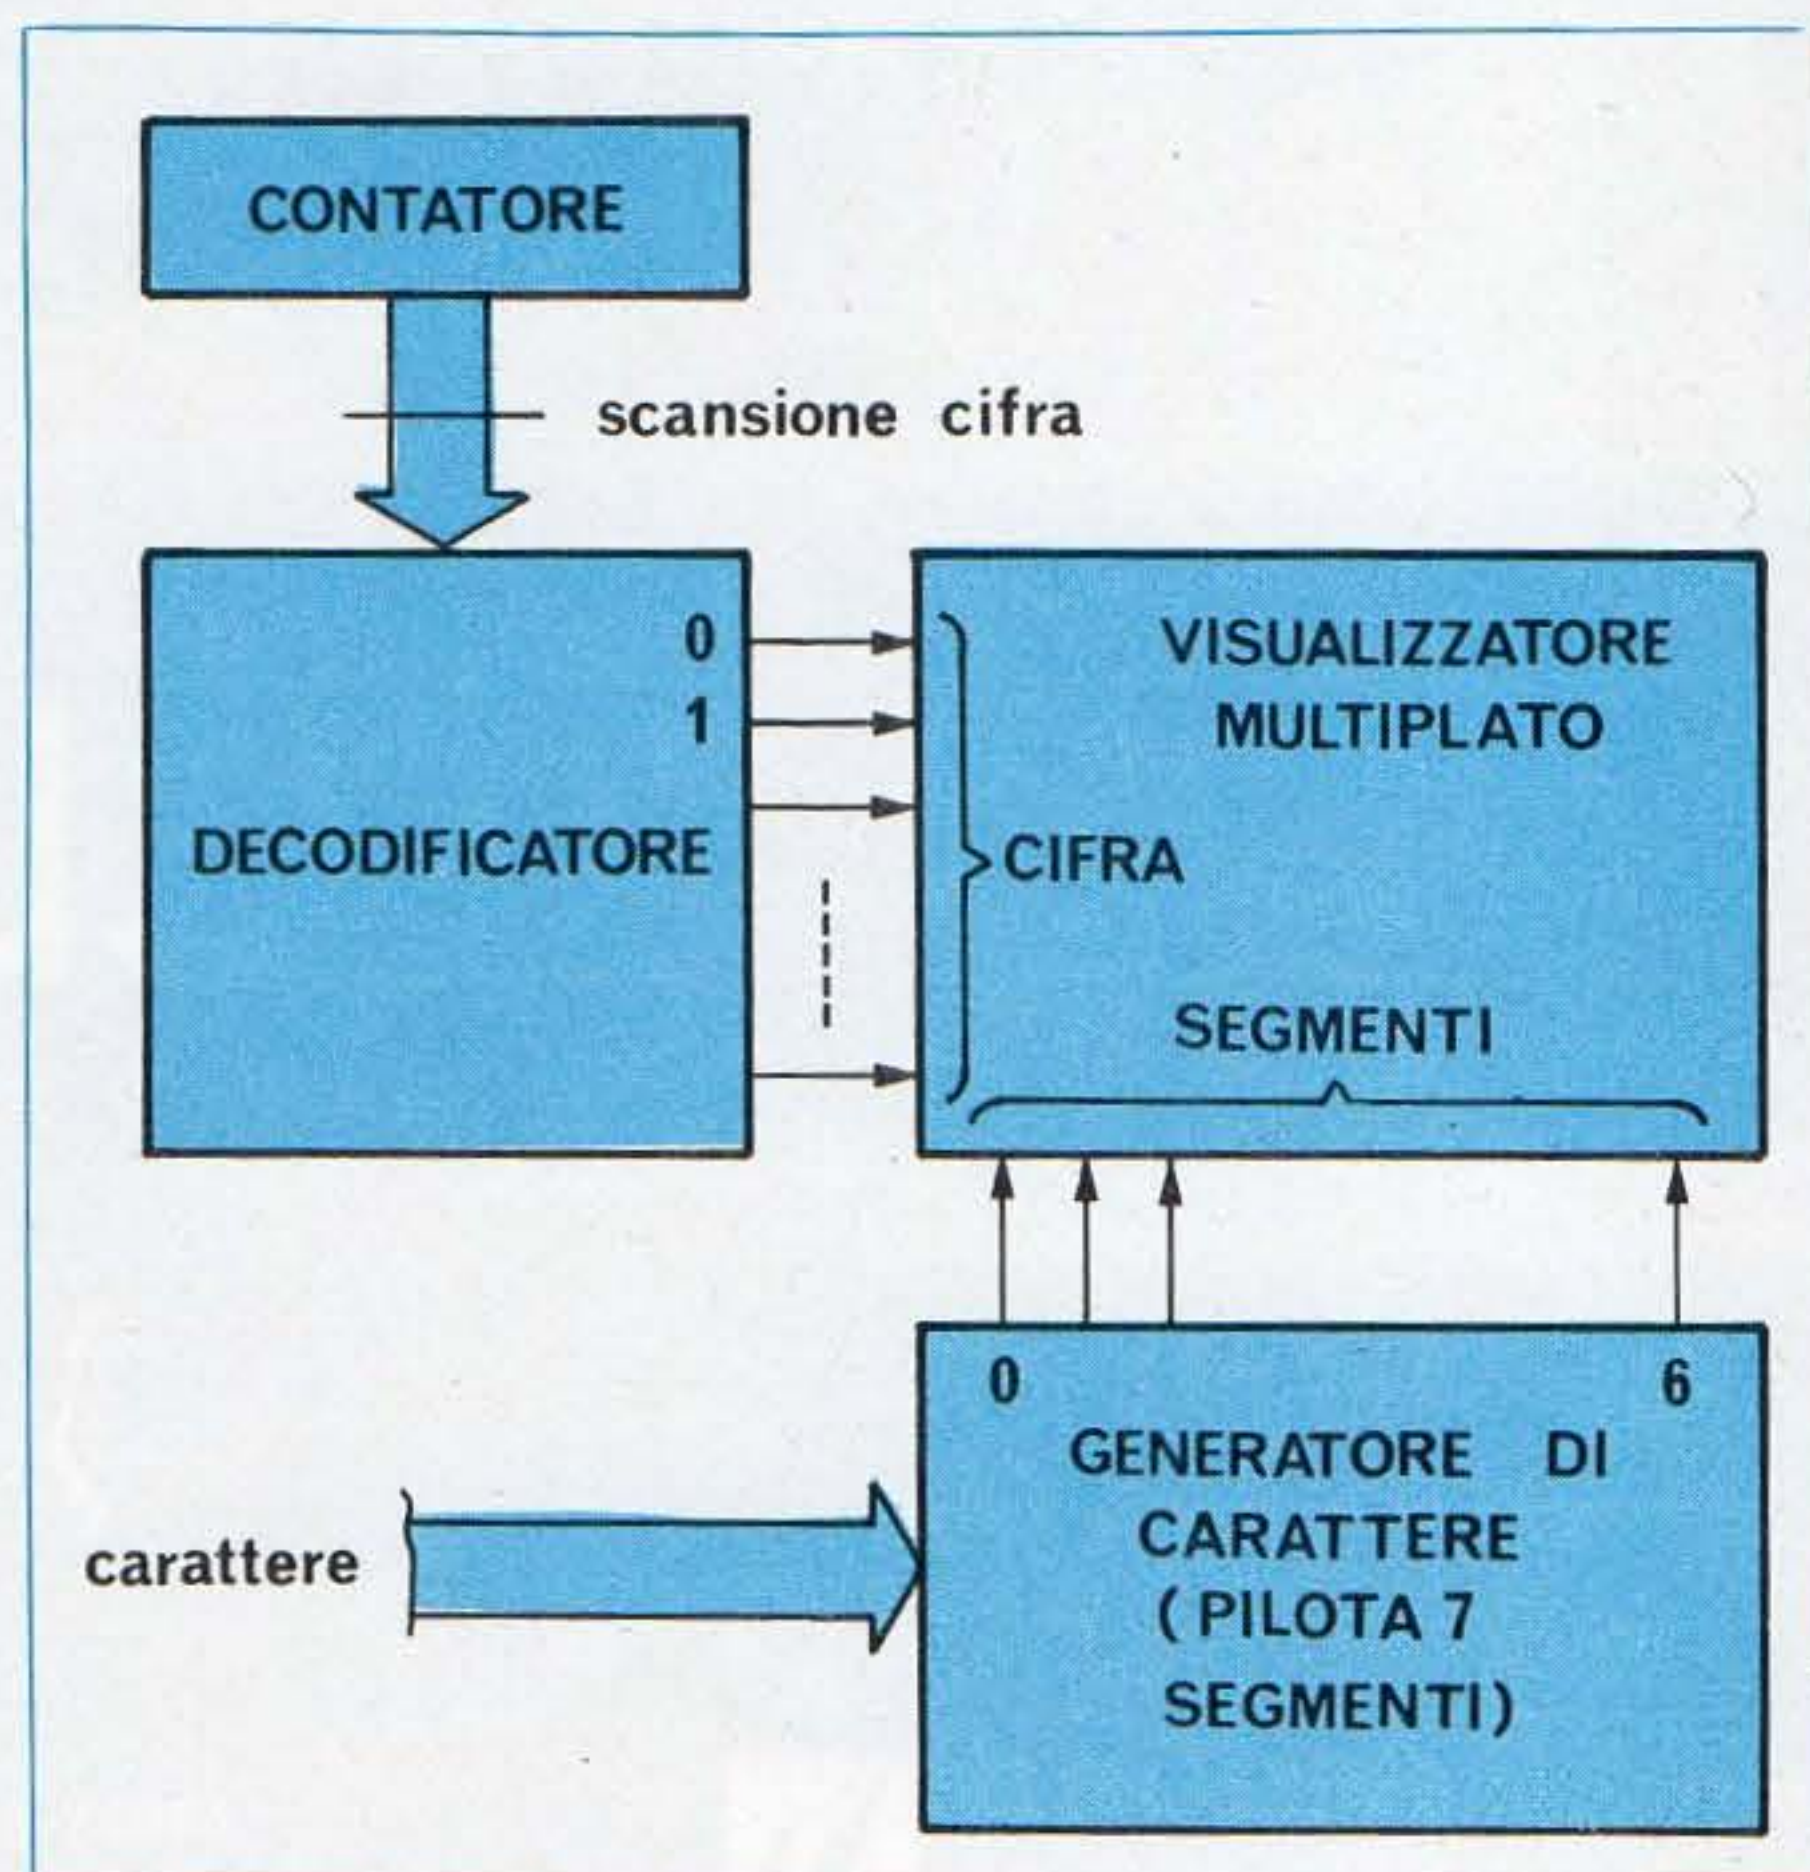 CONTATORE
scansione cifra
0
1
DECODIFICATORE
VISUALIZZATORE
MULTIPLATO
CIFRA
SEGMENTI
0
6
GENERATORE DI
CARATTERE
(PILOTA 7
SEGMENTI)
carattere